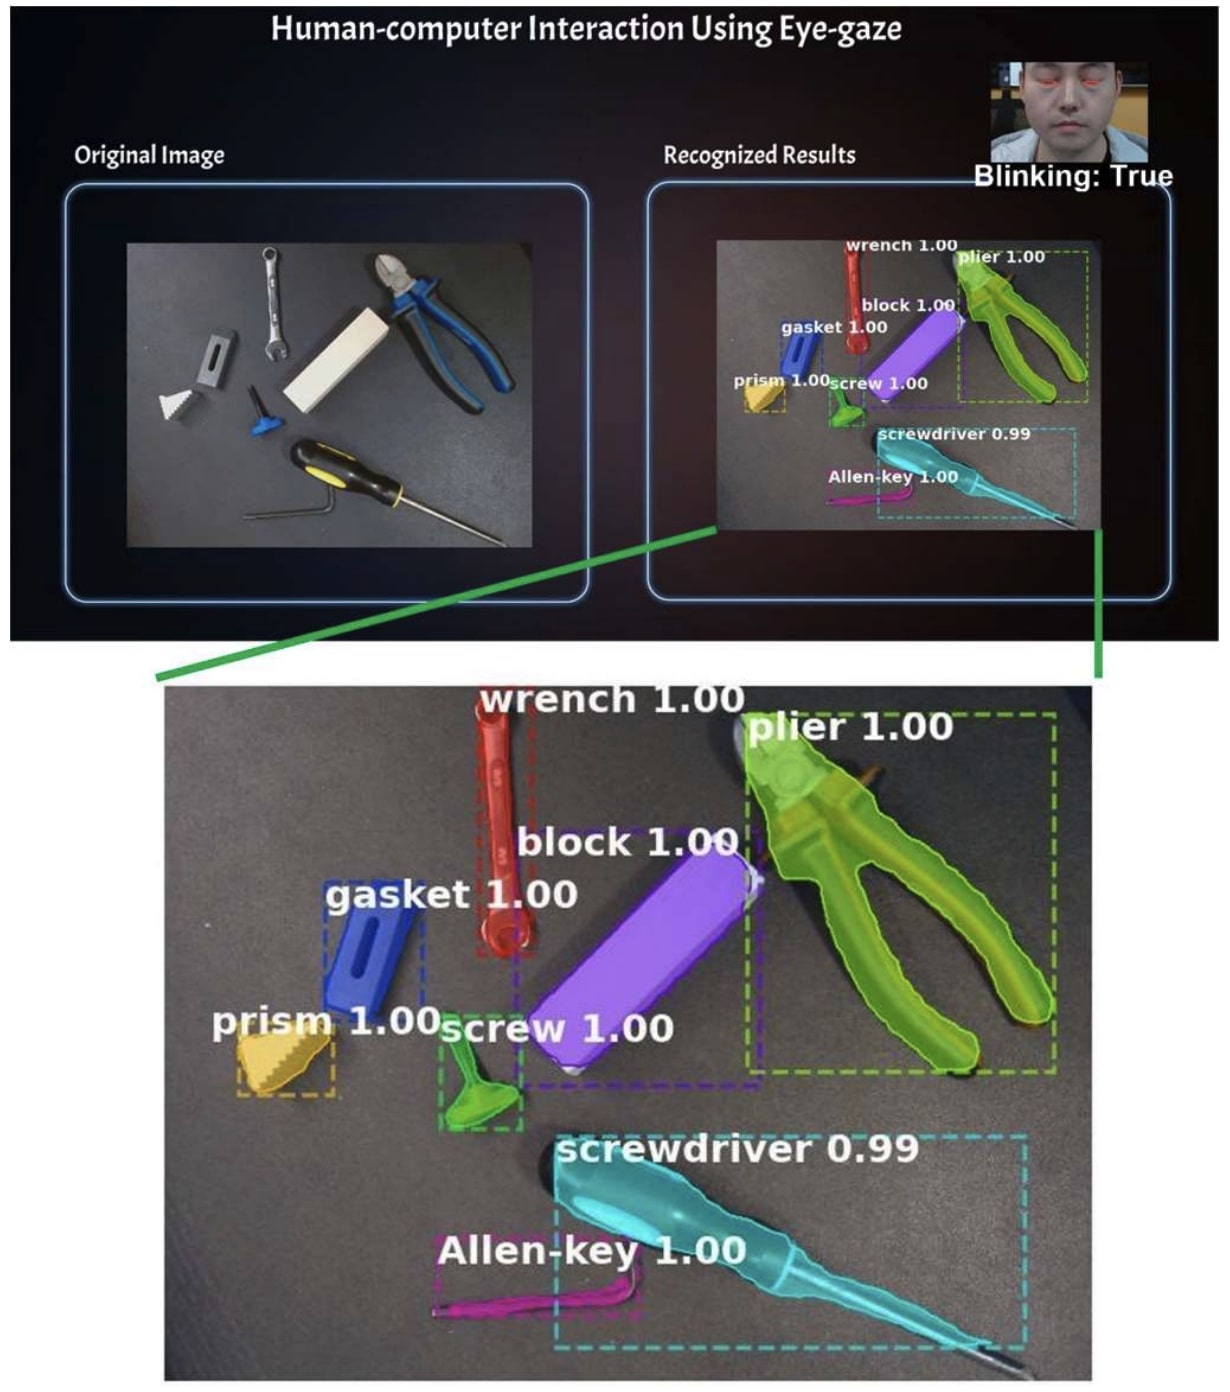 Human-computer Interaction Using Eye-gaze
Original Image
Recognized Results
Blinking: True
wrench 1.00
plier 1.00
block 1.00
gasket 1.00
prism 1.00
screw 1.00
screwdriver 0.99
Allen-key 1.00
wrench 1.00
plier 1.00
block 1.00
gasket 1.00
prism 1.00
screw 1.00
screwdriver 0.99
Allen-key 1.00